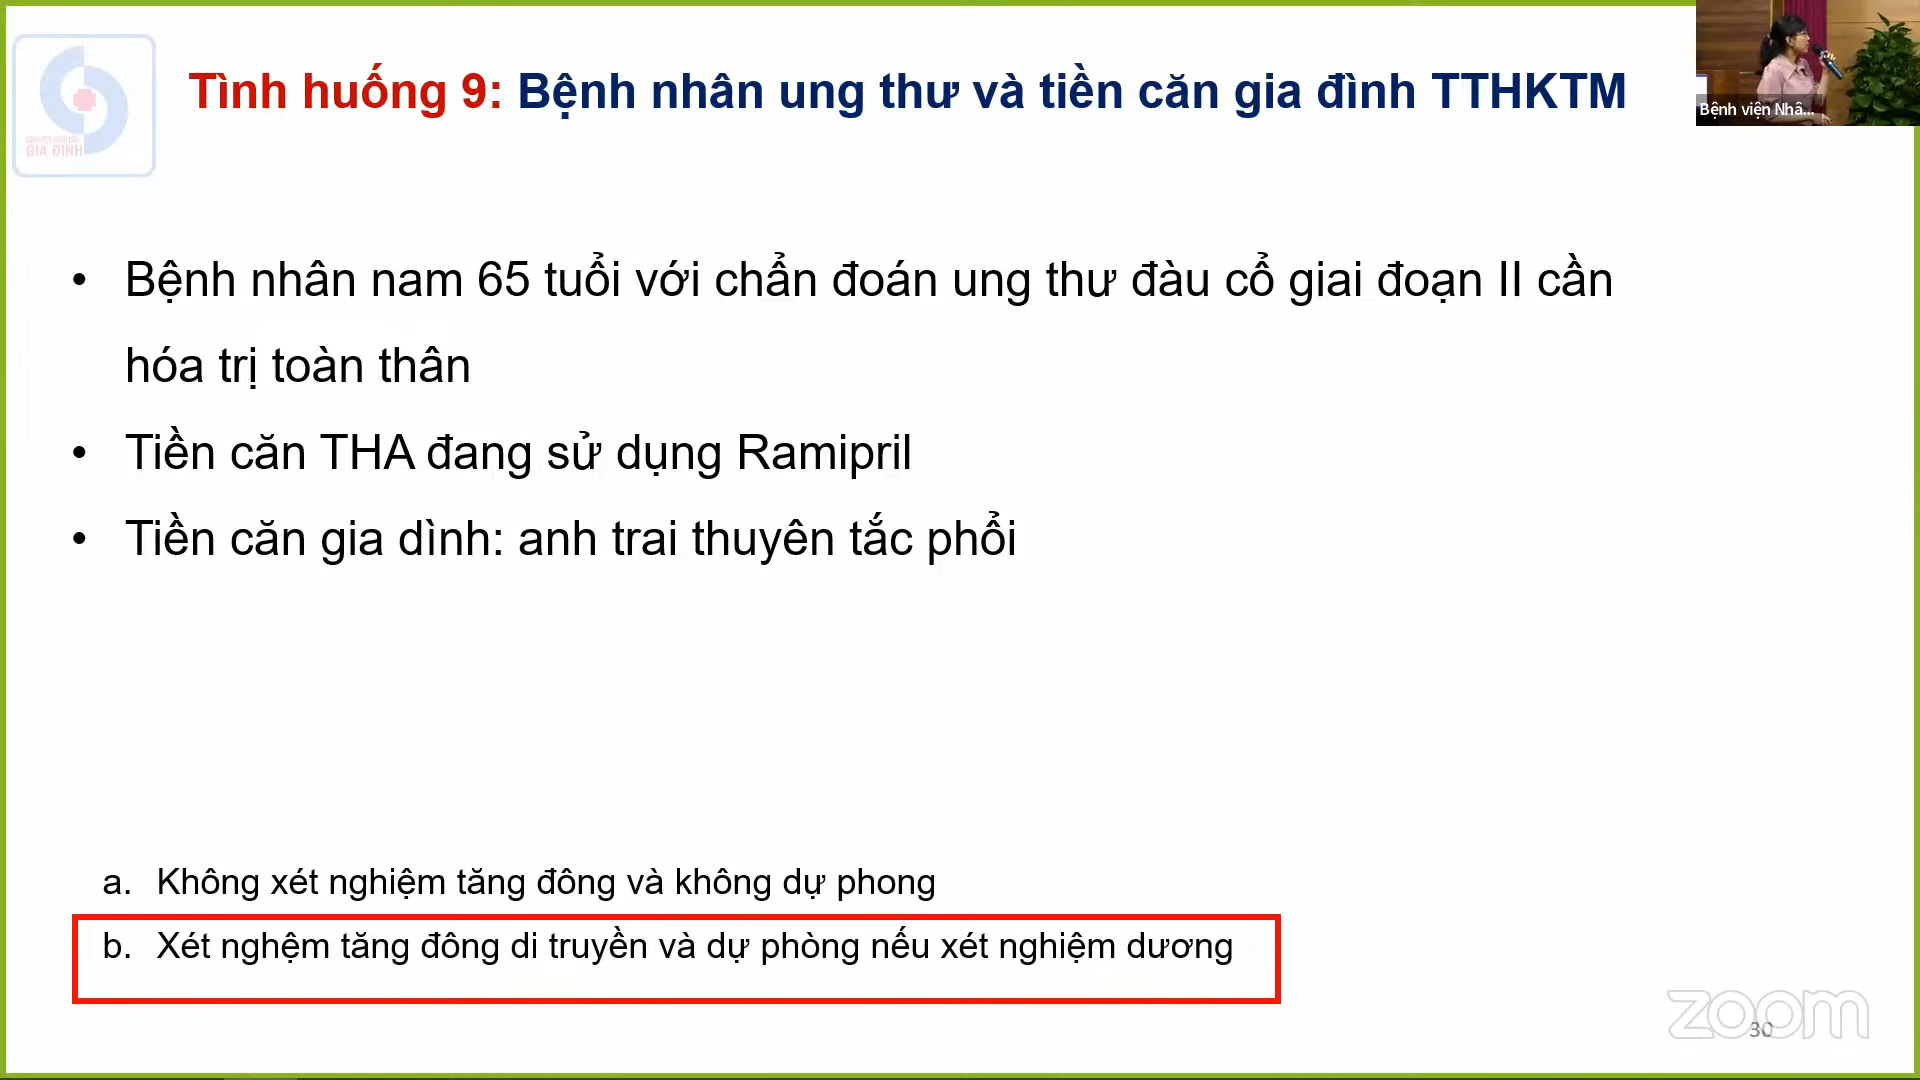 Tình huống 9: Bệnh nhân ung thư và tiền căn gia đình TTHKTM
Bệnh viện Nhâ...
GIA ĐỊNH
• Bệnh nhân nam 65 tuổi với chẩn đoán ung thư đàu cổ giai đoạn II cần
hóa trị toàn thân
• Tiền căn THA đang sử dụng Ramipril
• Tiền căn gia dình: anh trai thuyên tắc phổi
a. Không xét nghiệm tăng đông và không dự phong
b. Xét nghệm tăng đông di truyền và dự phòng nếu xét nghiệm dương
zoom
30